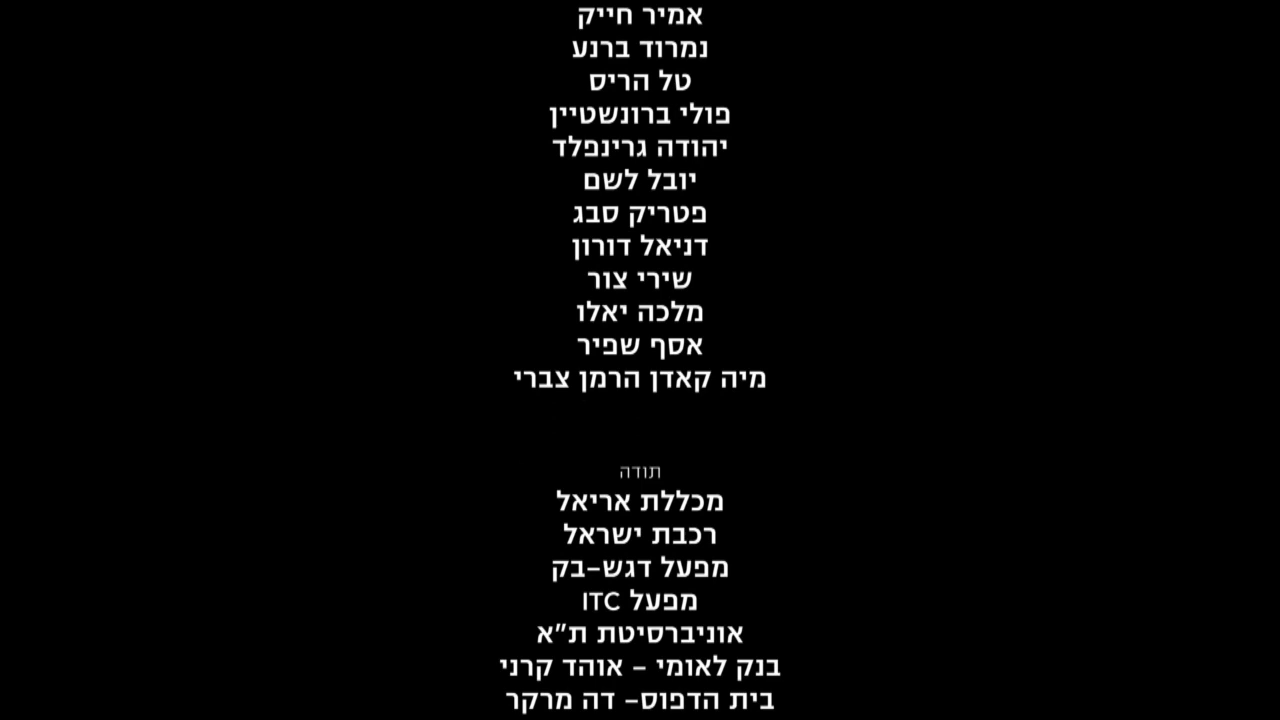 אמיר חייק
נמרוד ברנע
טל הריס
פולי ברונשטיין
יהודה גרינפלד
יובל לשם
פטריק סבג
דניאל דורון
שירי צור
מלכה יאלו
אסף שפיר
מיה קאדן הרמן צברי
תודה
מכללת אריאל
רכבת ישראל
מפעל דגש–בק
מפעל ITC
אוניברסיטת ת"א
בנק לאומי – אוהד קרני
בית הדפוס– דה מרקר